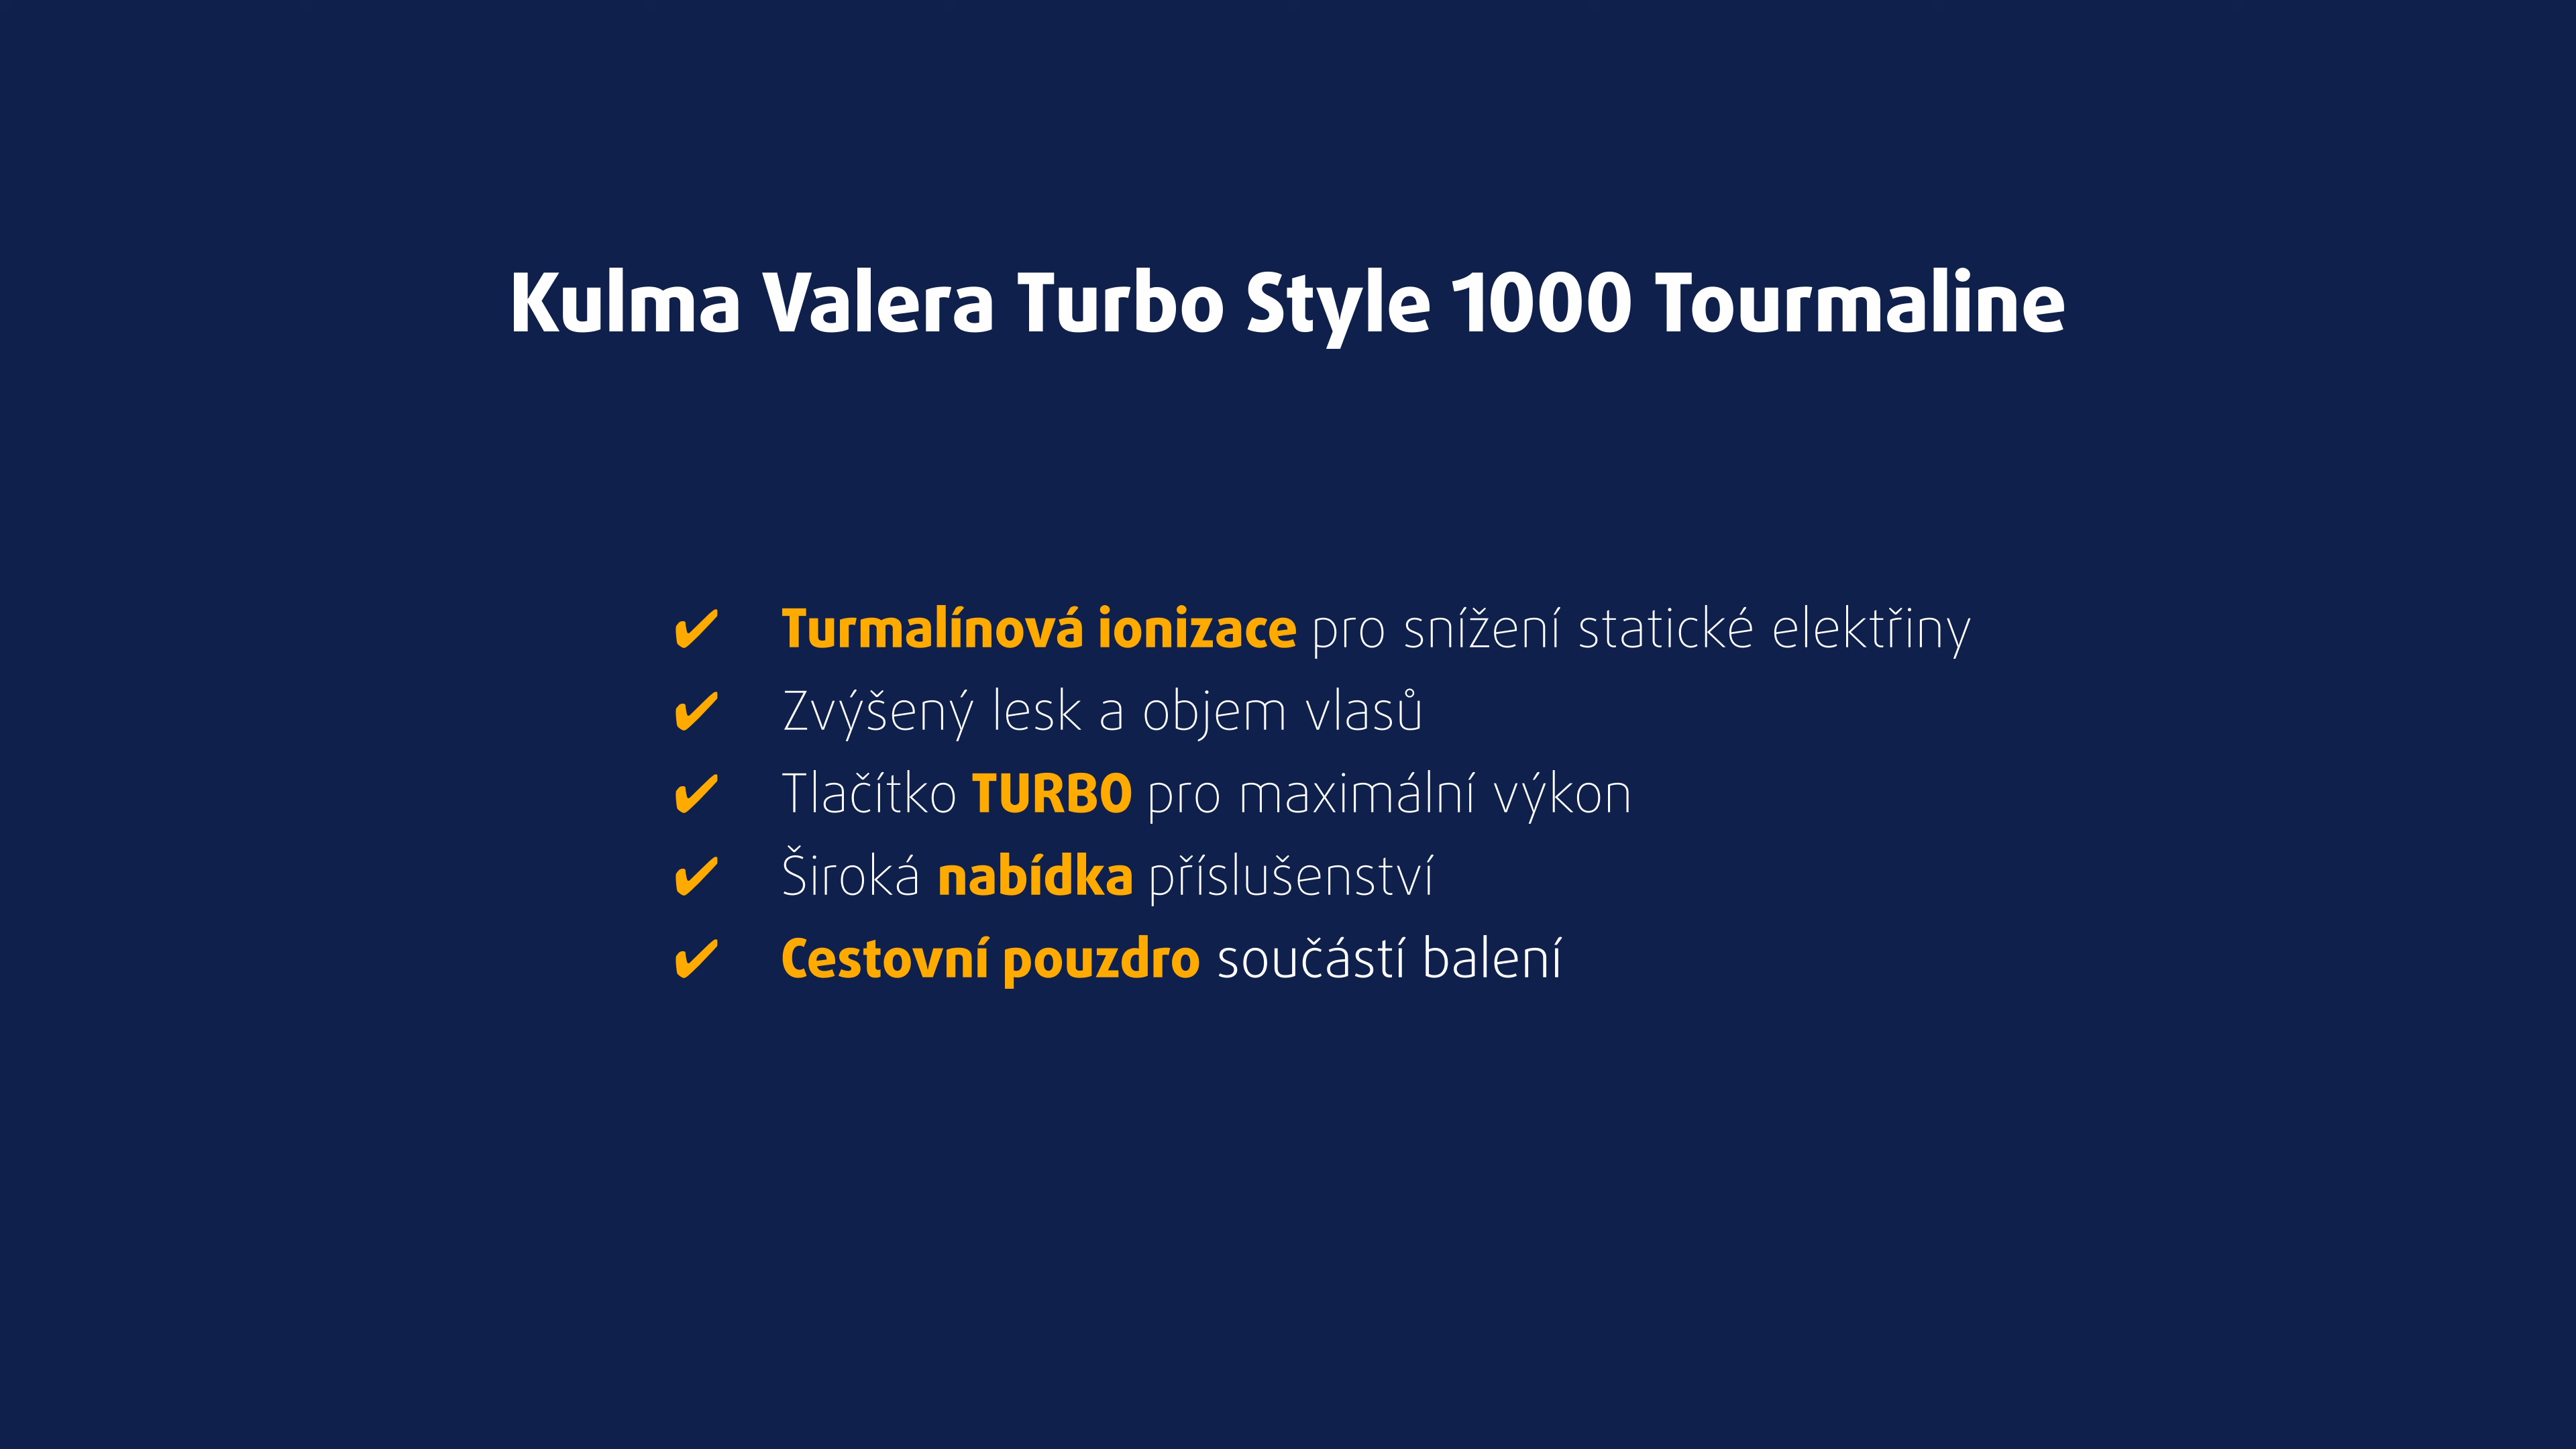 Kulma Valera Turbo Style 1000 Tourmaline
✔ Turmalínová ionizace pro snížení statické elektřiny
✔ Zvýšený lesk a objem vlasů
✔ Tlačítko TURBO pro maximální výkon
✔ Široká nabídka příslušenství
✔ Cestovní pouzdro součástí balení